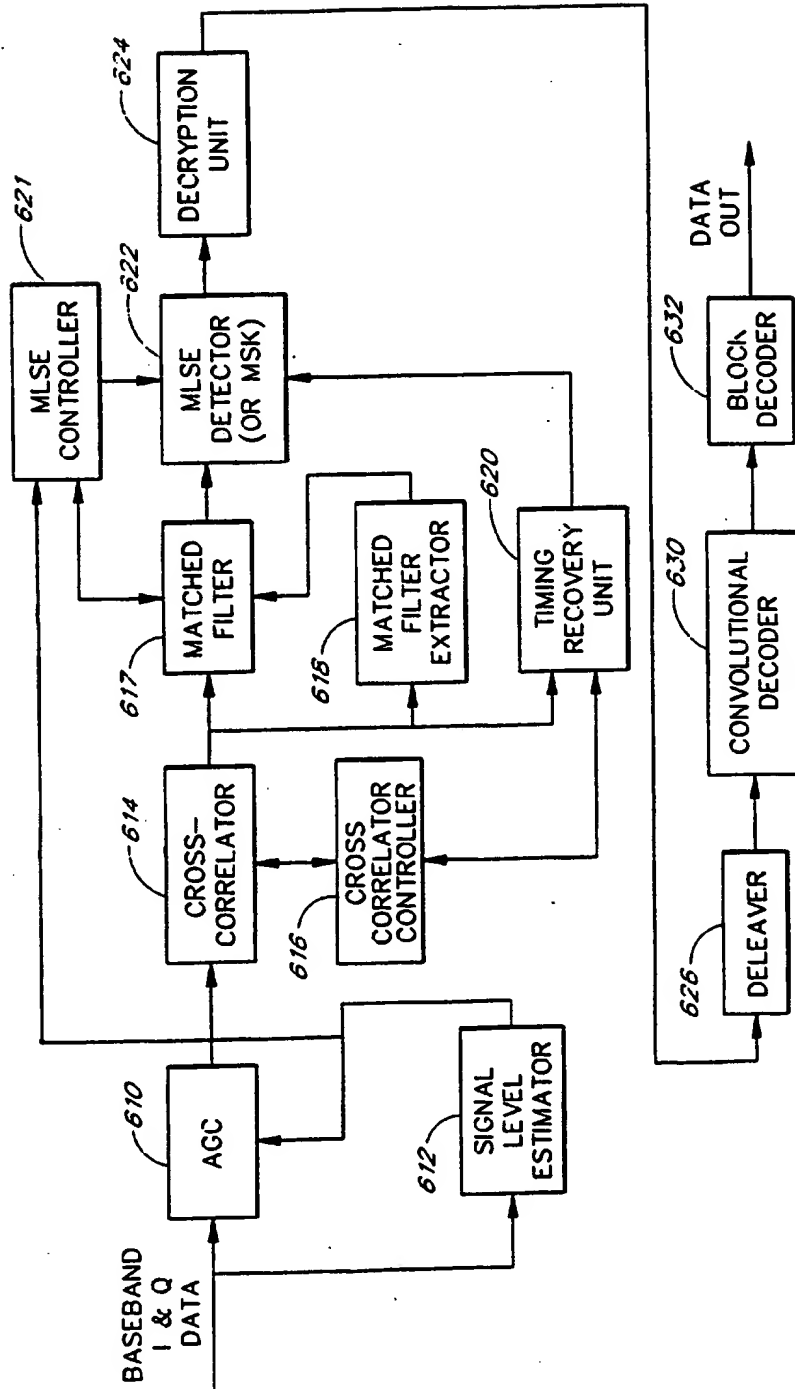 BASEBAND
I & Q
DATA
610
AGC
612
SIGNAL
LEVEL
ESTIMATOR
614
CROSS-
CORRELATOR
616
CROSS
CORRELATOR
CONTROLLER
617
MATCHED
FILTER
618
MATCHED
FILTER
EXTRACTOR
620
TIMING
RECOVERY
UNIT
621
MLSE
CONTROLLER
622
MLSE
DETECTOR
(OR MSK)
624
DECRYPTION
UNIT
626
DELEAVER
630
CONVOLUTIONAL
DECODER
632
BLOCK
DECODER
DATA
OUT